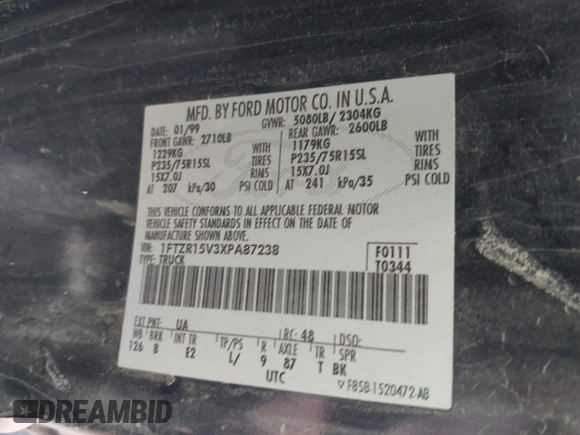 MFD. BY FORD MOTOR CO. IN U.S.A.
DATE: 01/99 GVWR: 5080LB/ 2304KG
FRONT GAWR: 2710LB REAR GAWR: 2600LB
1229KG WITH 1179KG WITH
P235/75R15SL TIRES P235/75R15SL TIRES
15X7.0J RIMS 15X7.0J RIMS
AT 207 kPa/30 PSI COLD AT 241 kPa/35 PSI COLD
THIS VEHICLE CONFORMS TO ALL APPLICABLE FEDERAL MOTOR
VEHICLE SAFETY STANDARDS IN EFFECT ON THE DATE OF
MANUFACTURE SHOWN ABOVE.
VIN: 1FTZR15V3XPA87238 F0111
TYPE: TRUCK T0344
EXT PNT: UA RC: 48 DSO:
WB BRK INT TR TP/PS R AXLE TR SPR
126 B E2 L/ 9 87 T BK
UTC
F85B-1520472-AB
DREAMBID